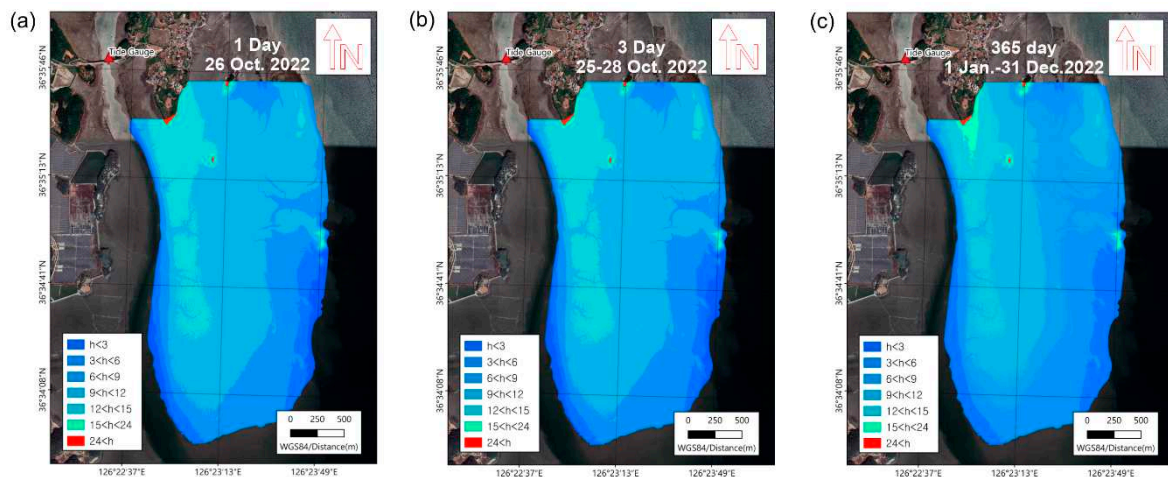 (a)
1 Day
26 Oct. 2022
Tide Gauge
N
36°35'46"N
36°35'13"N
36°34'41"N
36°34'08"N
h<3
3<h<6
6<h<9
9<h<12
12<h<15
15<h<24
24<h
0 250 500
WGS84/Distance(m)
126°22'37"E 126°23'13"E 126°23'49"E
(b)
3 Day
25-28 Oct. 2022
Tide Gauge
N
36°35'46"N
36°35'13"N
36°34'41"N
36°34'08"N
h<3
3<h<6
6<h<9
9<h<12
12<h<15
15<h<24
24<h
0 250 500
WGS84/Distance(m)
126°22'37"E 126°23'13"E 126°23'49"E
(c)
365 day
1 Jan.-31 Dec.2022
Tide Gauge
N
36°35'46"N
36°35'13"N
36°34'41"N
36°34'08"N
h<3
3<h<6
6<h<9
9<h<12
12<h<15
15<h<24
24<h
0 250 500
WGS84/Distance(m)
126°22'37"E 126°23'13"E 126°23'49"E